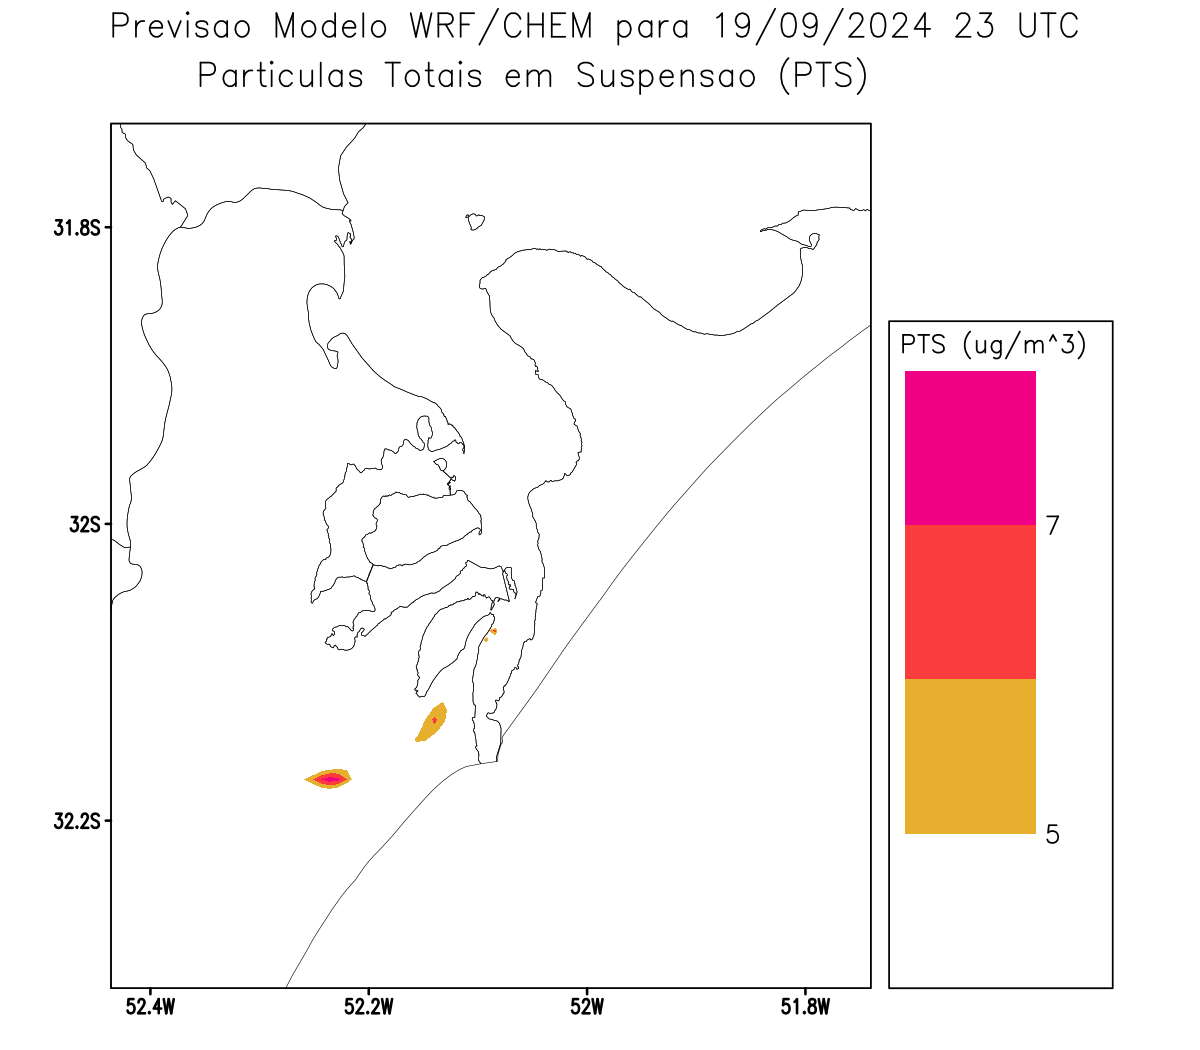 Previsao Modelo WRF/CHEM para 19/09/2024 23 UTC
Particulas Totais em Suspensao (PTS)
31.8S
32S
32.2S
52.4W 52.2W 52W 51.8W
PTS (ug/m^3)
7
5